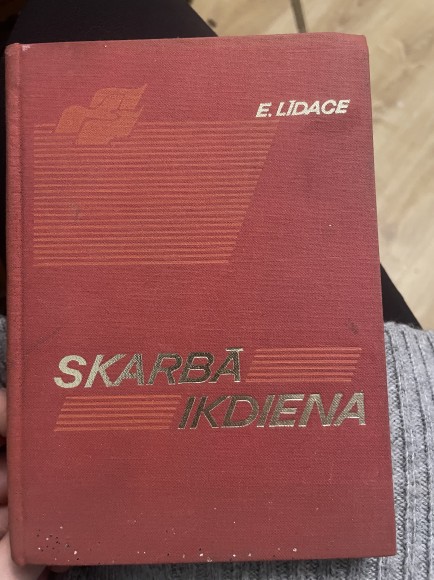 E. LĪDACE
SKARBĀ
IKDIENA